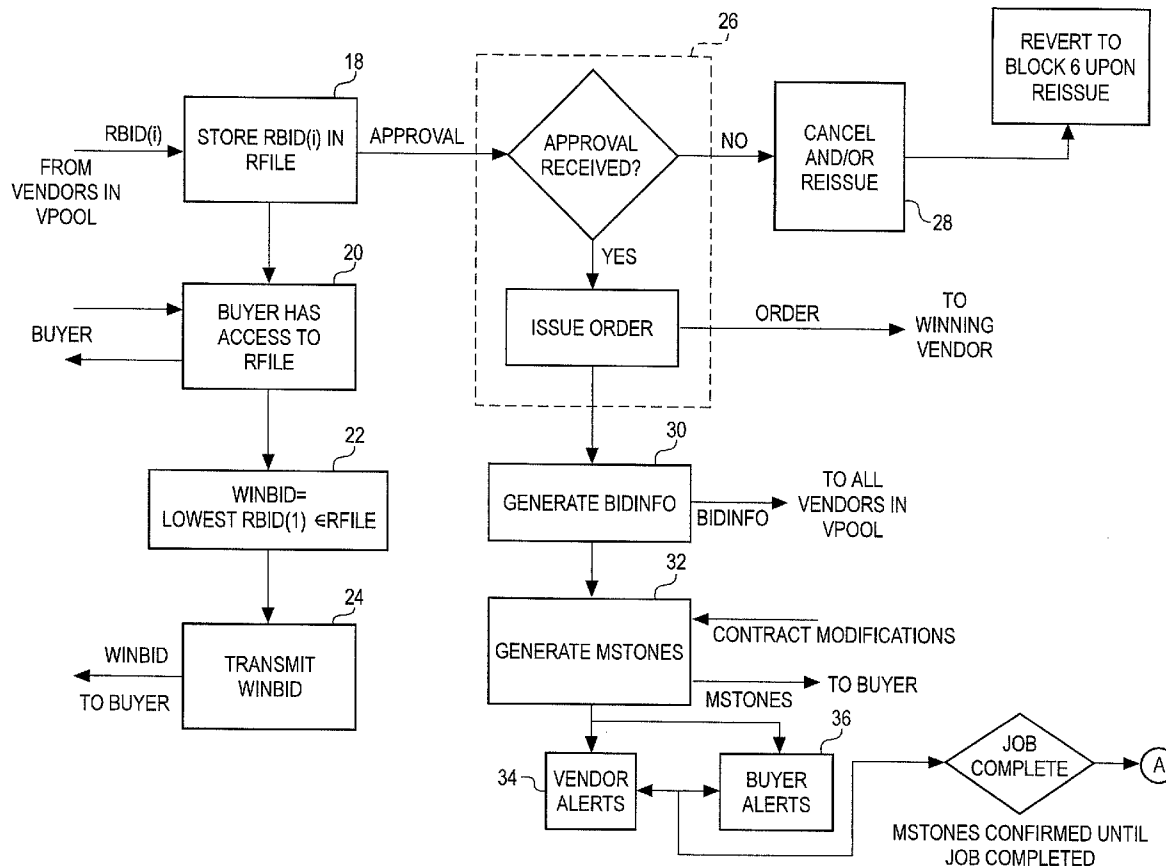 26
REVERT TO
BLOCK 6 UPON
REISSUE
18
RBID(i)
FROM
VENDORS IN
VPOOL
STORE RBID(i) IN
RFILE
APPROVAL
APPROVAL
RECEIVED?
NO
CANCEL
AND/OR
REISSUE
28
YES
20
BUYER
BUYER HAS
ACCESS TO
RFILE
ISSUE ORDER
ORDER
TO
WINNING
VENDOR
22
WINBID=
LOWEST RBID(1) ∈RFILE
30
GENERATE BIDINFO
BIDINFO
TO ALL
VENDORS IN
VPOOL
24
WINBID
TO BUYER
TRANSMIT
WINBID
32
GENERATE MSTONES
CONTRACT MODIFICATIONS
MSTONES
TO BUYER
34
VENDOR
ALERTS
36
BUYER
ALERTS
JOB
COMPLETE
A
MSTONES CONFIRMED UNTIL
JOB COMPLETED